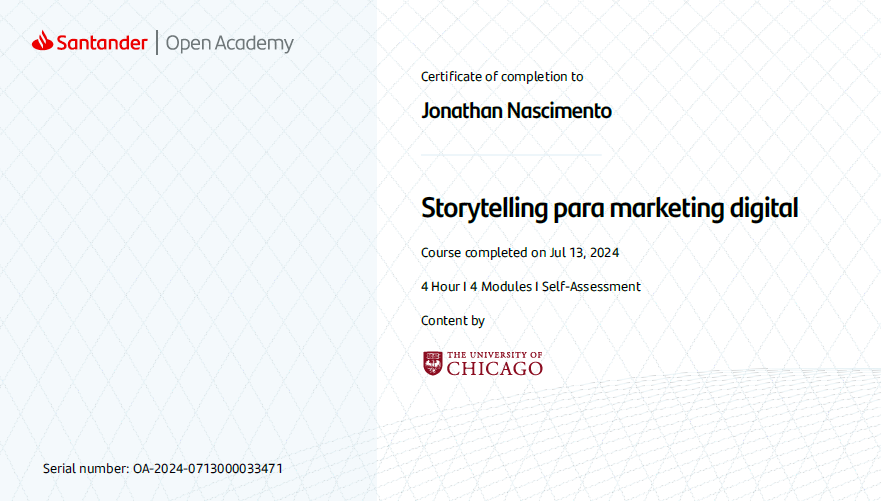 Santander | Open Academy
Certificate of completion to
Jonathan Nascimento
Storytelling para marketing digital
Course completed on Jul 13, 2024
4 Hour I 4 Modules I Self-Assessment
Content by
THE UNIVERSITY OF
CHICAGO
Serial number: OA-2024-0713000033471